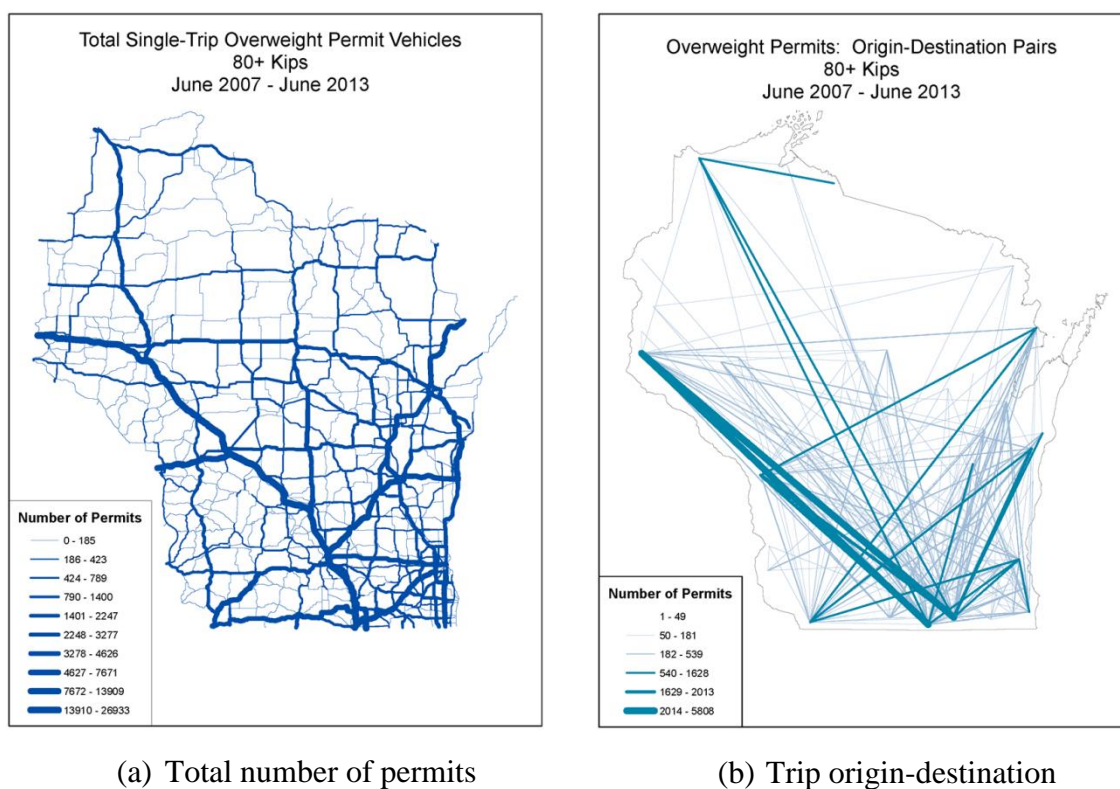 Total Single-Trip Overweight Permit Vehicles
80+ Kips
June 2007 - June 2013
Number of Permits
0 - 185
186 - 423
424 - 789
790 - 1400
1401 - 2247
2248 - 3277
3278 - 4626
4627 - 7671
7672 - 13909
13910 - 26933
(a) Total number of permits
Overweight Permits: Origin-Destination Pairs
80+ Kips
June 2007 - June 2013
Number of Permits
1 - 49
50 - 181
182 - 539
540 - 1628
1629 - 2013
2014 - 5808
(b) Trip origin-destination